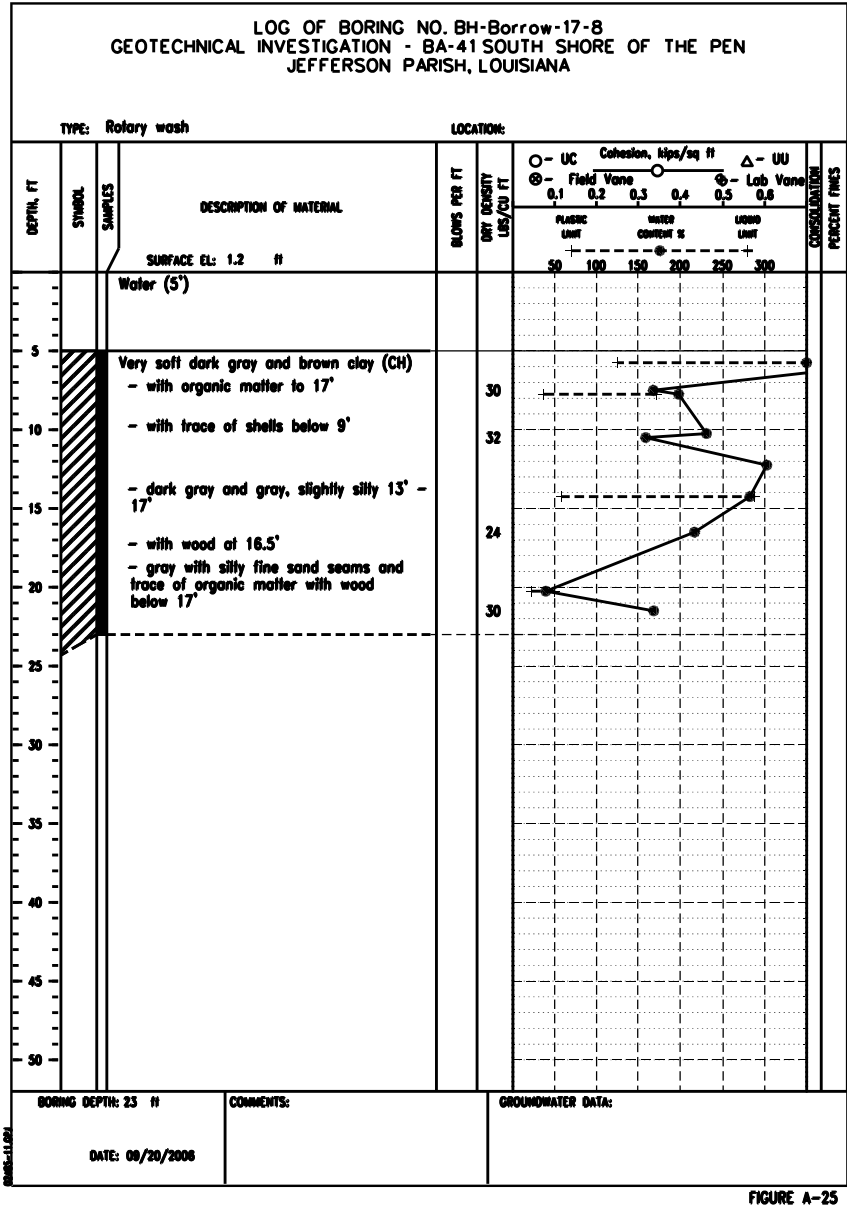 LOG OF BORING NO. BH-Borrow-17-8
GEOTECHNICAL INVESTIGATION - BA-41 SOUTH SHORE OF THE PEN
JEFFERSON PARISH, LOUISIANA
TYPE: Rotary wash
LOCATION:
DEPTH, FT
SYMBOL
SAMPLES
DESCRIPTION OF MATERIAL
SURFACE EL: 1.2 ft
BLOWS PER FT
DRY DENSITY
LBS/CU FT
- UC Cohesion, kips/sq ft - UU
- Field Vane - Lab Vane
0.1 0.2 0.3 0.4 0.5 0.6
PLASTIC WATER LIQUID
LIMIT CONTENT % LIMIT
50 100 150 200 250 300
CONSOLIDATION
PERCENT FINES
Water (5')
5
Very soft dark gray and brown clay (CH)
- with organic matter to 17'
30
- with trace of shells below 9'
10
32
- dark gray and gray, slightly silty 13' -
17'
15
- with wood at 16.5'
24
- gray with silty fine sand seams and
trace of organic matter with wood
below 17'
20
30
25
30
35
40
45
50
BORING DEPTH: 23 ft
DATE: 09/20/2006
COMMENTS:
GROUNDWATER DATA:
FIGURE A-25